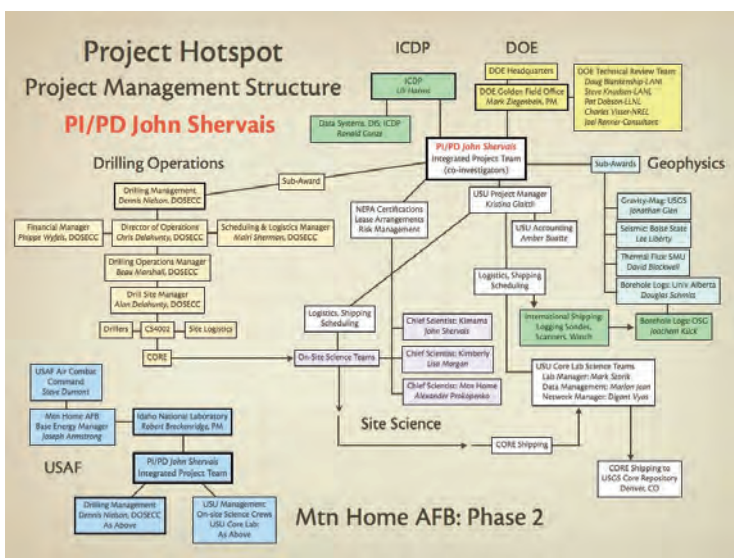 Project Hotspot
Project Management Structure
PI/PD John Shervais
ICDP
DOE
ICDP
Uli Harms
Data Systems, DIS: ICDP
Ronald Conze
DOE Headquarters
DOE Golden Field Office
Mark Ziegenbein, PM
DOE Technical Review Team
Doug Blankenship-LANL
Steve Knudsen-LANL
Pat Dobson-LLNL
Charles Visser-NREL
Joel Renner-Consultant
PI/PD John Shervais
Integrated Project Team
(co-investigators)
Drilling Operations
Sub-Award
Drilling Management
Dennis Nielson, DOSECC
Financial Manager
DOSECC
Director of Operations
Chris Delahunty, DOSECC
Scheduling & Logistics Manager
Sherman, DOSECC
Drilling Operations Manager
Beau Marshall, DOSECC
Drill Site Manager
Alan Delahunty, DOSECC
Drillers
CS4002
Site Logistics
CORE
NEPA Certifications
Lease Arrangements
Risk Management
USU Project Manager
Kristina
USU Accounting
Amber
Logistics, Shipping
Scheduling
Logistics, Shipping
Scheduling
Sub-Awards
Geophysics
Gravity-Mag: USGS
Jonathan Glen
Seismic: Boise State
Lee Liberty
Thermal Flux: SMU
David Blackwell
Borehole Logs: Univ Alberta
Douglas Schmitt
International Shipping:
Logging Sondes,
Scanners, Winch
Borehole Logs: OSG
Jochem Kück
On-Site Science Teams
Chief Scientist: Kimama
John Shervais
Chief Scientist: Kimberly
Lisa Morgan
Chief Scientist: Mtn Home
Alexander Prokopenko
USU Core Lab Science Teams
Lab Manager: Mark
Data Management: Marlon Jean
Network Manager: Digant Vyas
Site Science
CORE Shipping
CORE Shipping to
USGS Core Repository
Denver, CO
USAF Air Combat
Command
Steve Dumont
Mtn Home AFB
Base Energy Manager
Joseph Armstrong
Idaho National Laboratory
Robert Breckenridge, PM
USAF
PI/PD John Shervais
Integrated Project Team
Drilling Management
Dennis Nielson, DOSECC
As Above
USU Management
On-site Science Crews
USU Core Lab:
As Above
Mtn Home AFB: Phase 2